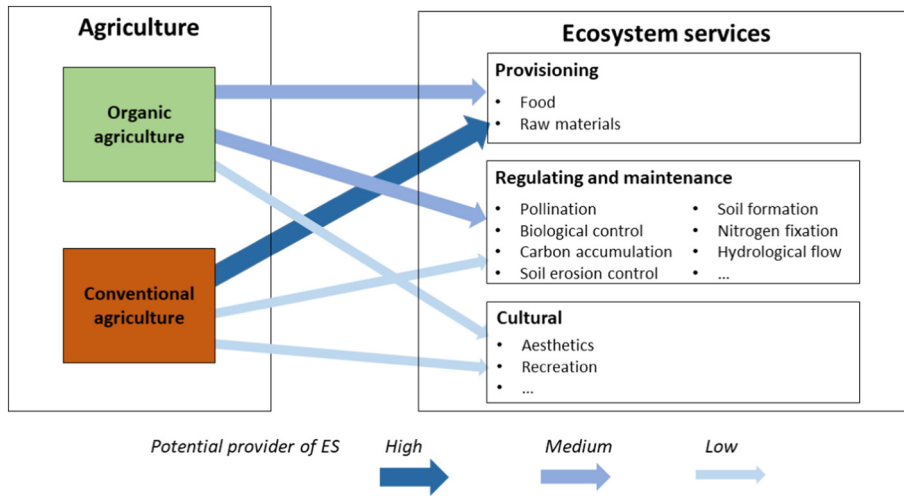 Agriculture
Organic
agriculture
Conventional
agriculture
Ecosystem services
Provisioning
• Food
• Raw materials
Regulating and maintenance
• Pollination
• Biological control
• Carbon accumulation
• Soil erosion control
• Soil formation
• Nitrogen fixation
• Hydrological flow
• ...
Cultural
• Aesthetics
• Recreation
• ...
Potential provider of ES High Medium Low